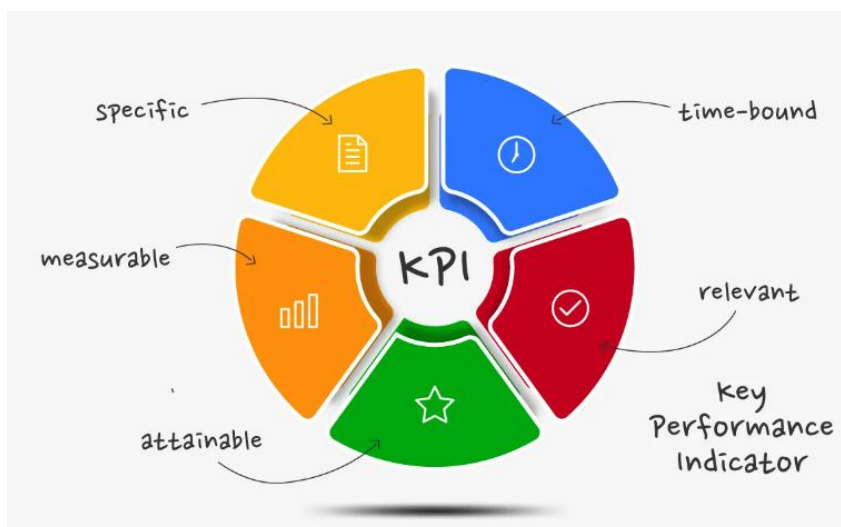 specific
time-bound
measurable
KPI
relevant
attainable
Key
Performance
Indicator